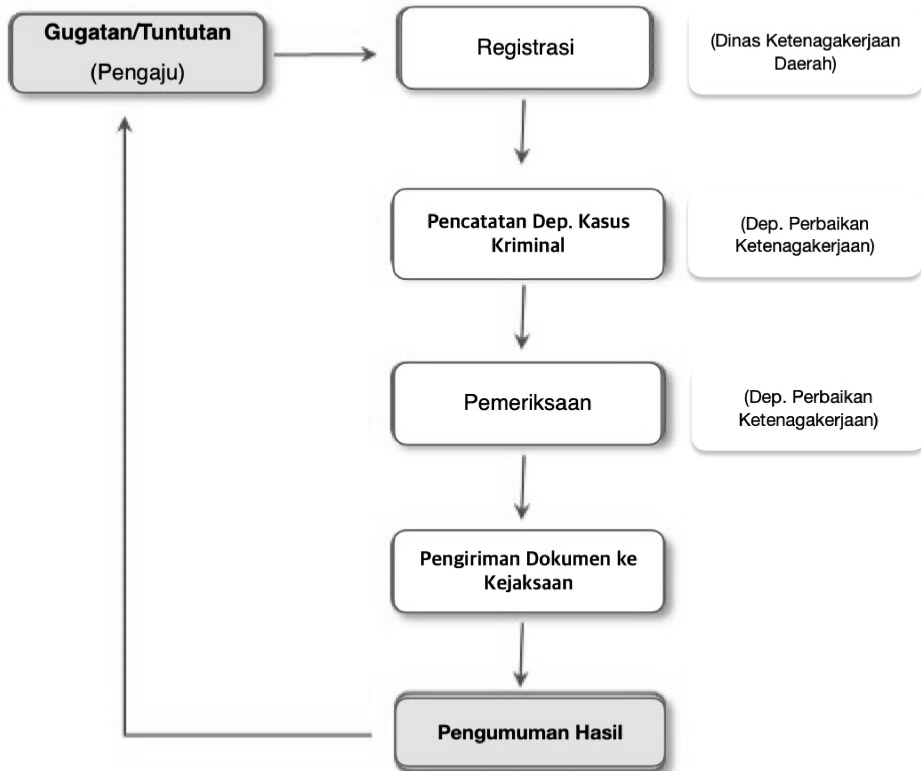 Gugatan/Tuntutan
(Pengaju)
Registrasi
(Dinas Ketenagakerjaan
Daerah)
Pencatatan Dep. Kasus
Kriminal
(Dep. Perbaikan
Ketenagakerjaan)
Pemeriksaan
(Dep. Perbaikan
Ketenagakerjaan)
Pengiriman Dokumen ke
Kejaksaan
Pengumuman Hasil